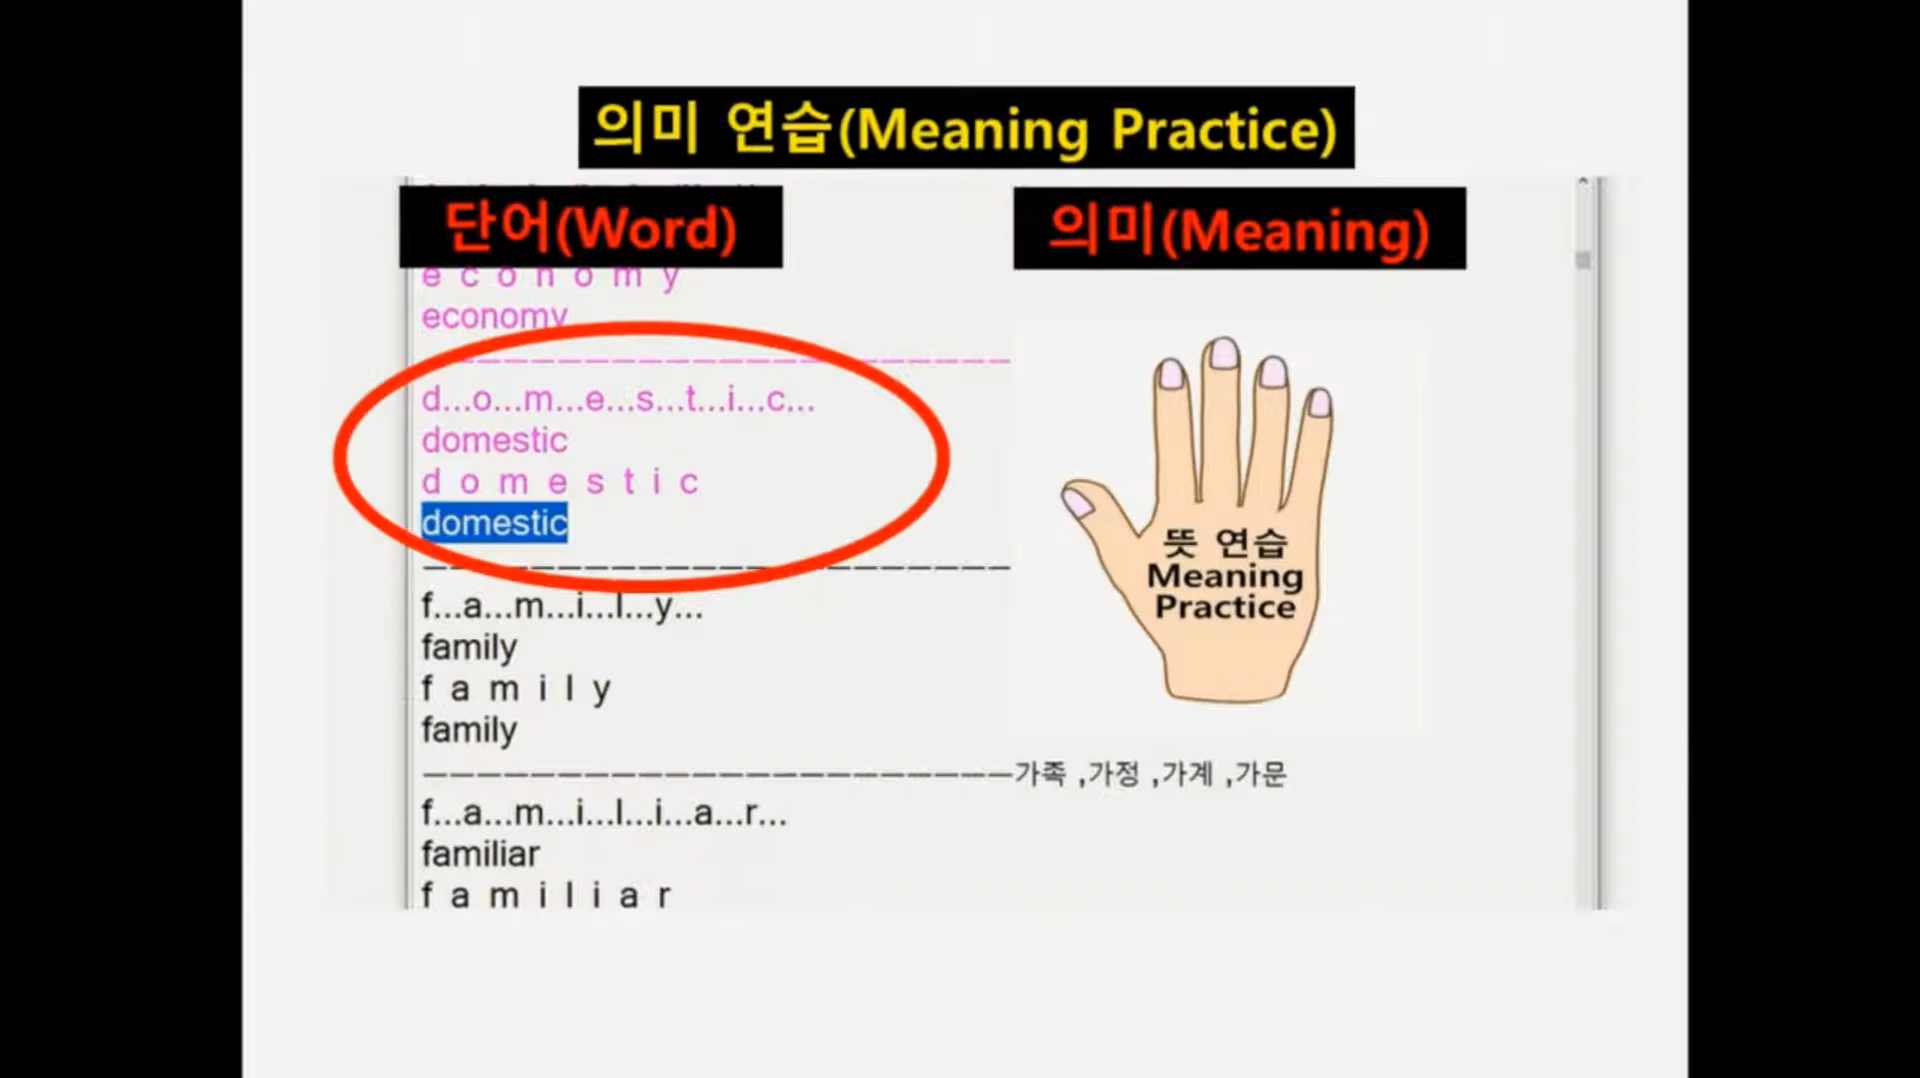 의미 연습(Meaning Practice)
단어(Word)
의미(Meaning)
e c o n o m y
economy
d...o...m...e...s...t...i...c...
domestic
d o m e s t i c
domestic
뜻 연습
Meaning
Practice
f...a...m...i...l...y...
family
f a m i l y
family
가족 ,가정 ,가계 ,가문
f...a...m...i...l...i...a...r...
familiar
f a m i l i a r